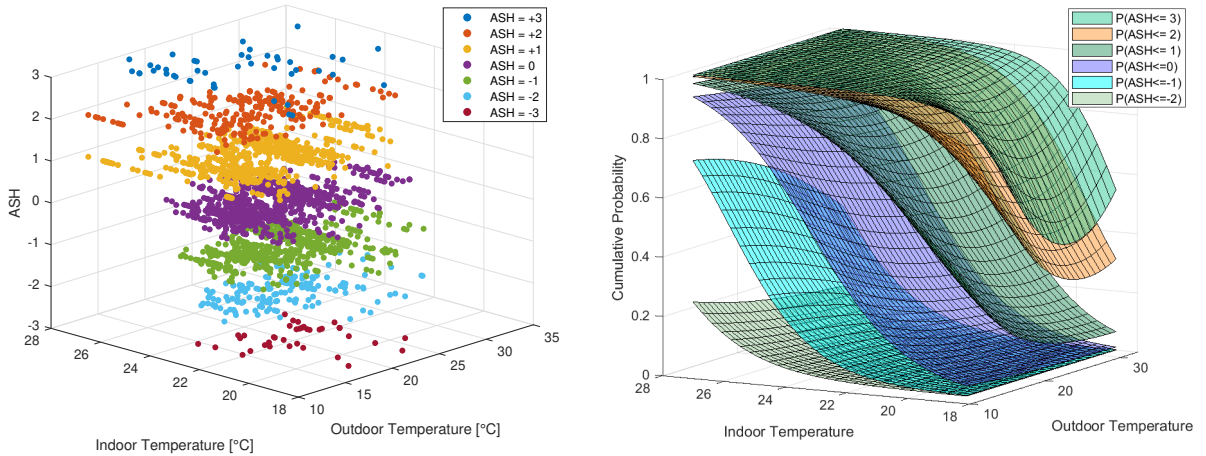 ASH = +3
ASH = +2
ASH = +1
ASH = 0
ASH = -1
ASH = -2
ASH = -3
3
2
1
0
-1
-2
-3
ASH
28
26
24
22
20
18
Indoor Temperature [°C]
10
15
20
25
30
35
Outdoor Temperature [°C]
P(ASH<= 3)
P(ASH<= 2)
P(ASH<= 1)
P(ASH<=0)
P(ASH<=-1)
P(ASH<=-2)
1
0.8
0.6
0.4
0.2
0
Cumulative Probability
28
26
24
22
20
18
Indoor Temperature
10
20
30
Outdoor Temperature